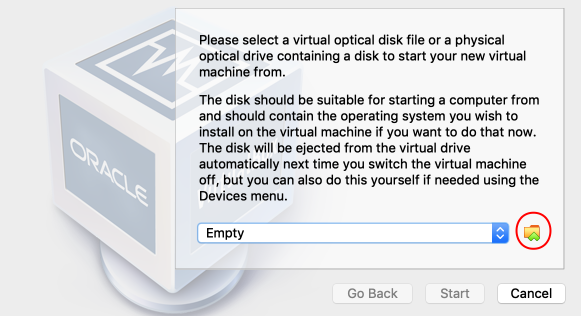 Please select a virtual optical disk file or a physical
optical drive containing a disk to start your new virtual
machine from.
The disk should be suitable for starting a computer from
and should contain the operating system you wish to
install on the virtual machine if you want to do that now.
The disk will be ejected from the virtual drive
automatically next time you switch the virtual machine
off, but you can also do this yourself if needed using the
Devices menu.
ORACLE
Empty
Go Back
Start
Cancel